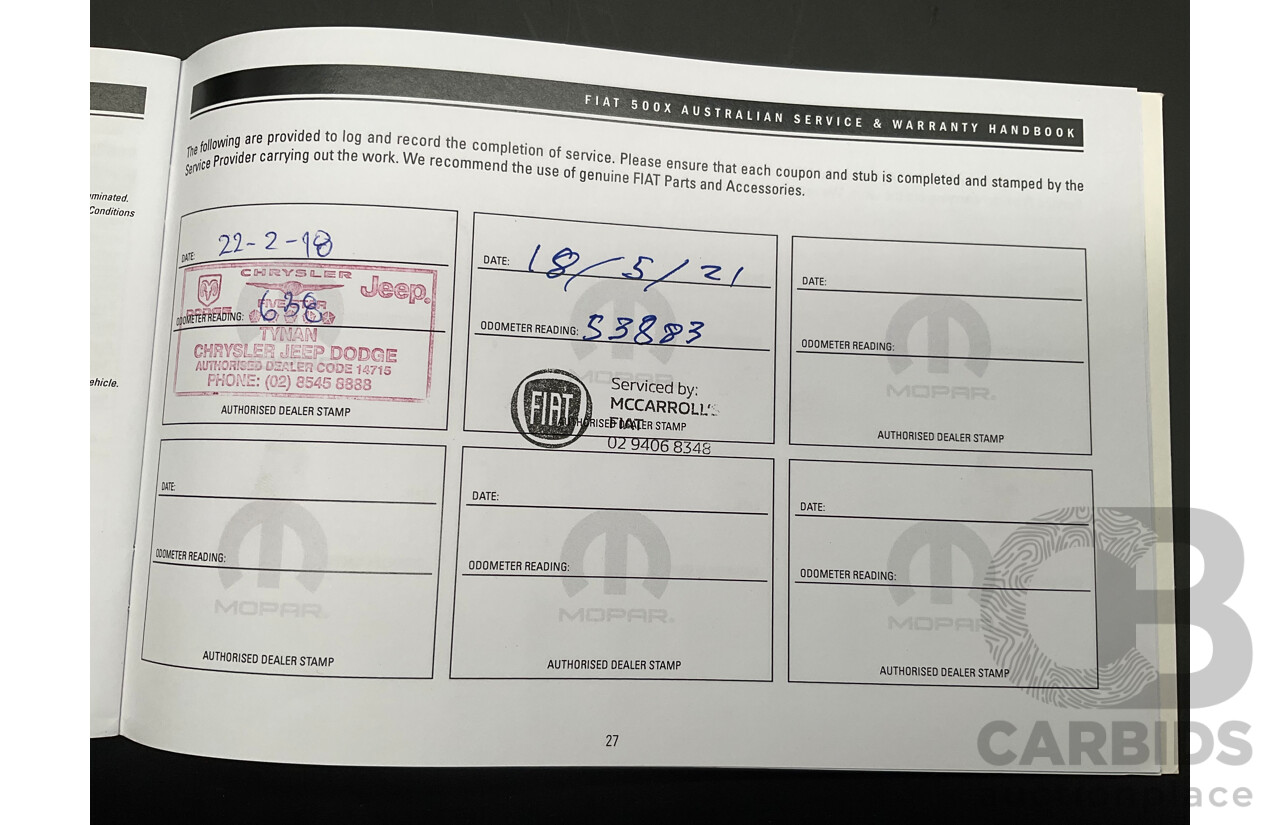 FIAT 500X AUSTRALIAN SERVICE & WARRANTY HANDBOOK
The following are provided to log and record the completion of service. Please ensure that each coupon and stub is completed and stamped by the
Service Provider carrying out the work. We recommend the use of genuine FIAT Parts and Accessories.
Conditions
DATE: 22-2-18
CHRYSLER
Jeep.
DODGE
FIVE STAR
ODOMETER READING: 638
TYNAN
CHRYSLER JEEP DODGE
AUTHORISED DEALER CODE 14715
PHONE: (02) 8545 8888
AUTHORISED DEALER STAMP
DATE: 18/5/21
ODOMETER READING: 53883
MOPAR
FIAT
Serviced by:
MCCARROLL'S
FIAT
AUTHORISED DEALER STAMP
02 9406 8348
DATE:
ODOMETER READING:
MOPAR.
AUTHORISED DEALER STAMP
DATE:
ODOMETER READING:
MOPAR.
AUTHORISED DEALER STAMP
DATE:
ODOMETER READING:
MOPAR.
AUTHORISED DEALER STAMP
DATE:
ODOMETER READING:
MOPAR
AUTHORISED DEALER STAMP
27
CB
CARBIDS